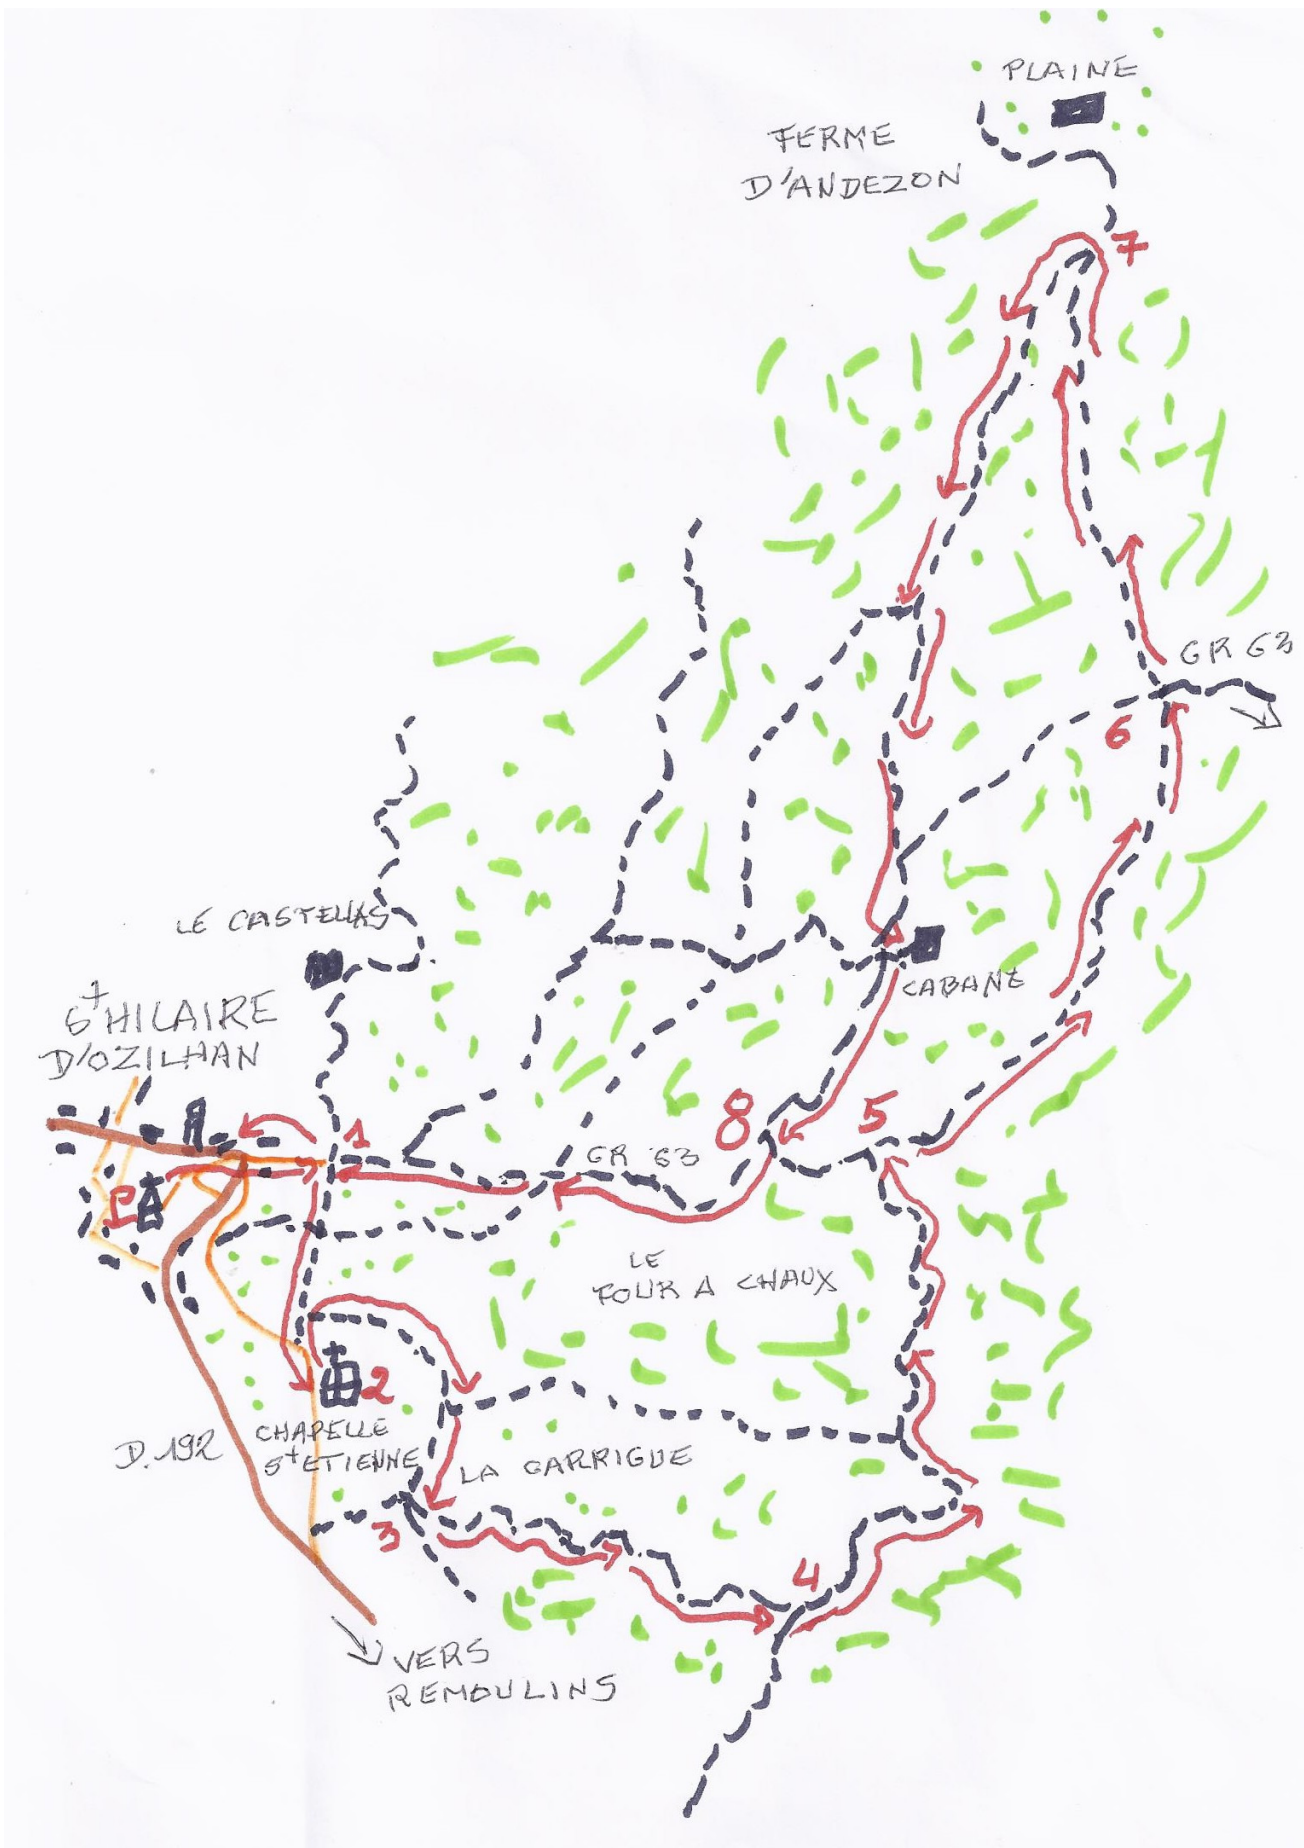 PLAINE
FERME
D'ANDEZON
7
GR 63
6
LE CASTELLAS
CABANE
St HILAIRE
D'OZILHAN
8
5
1
GR 63
P
LE
FOUR A CHAUX
2
CHAPELLE
St ETIENNE
D.192
LA GARRIGUE
3
4
VERS
REMOULINS